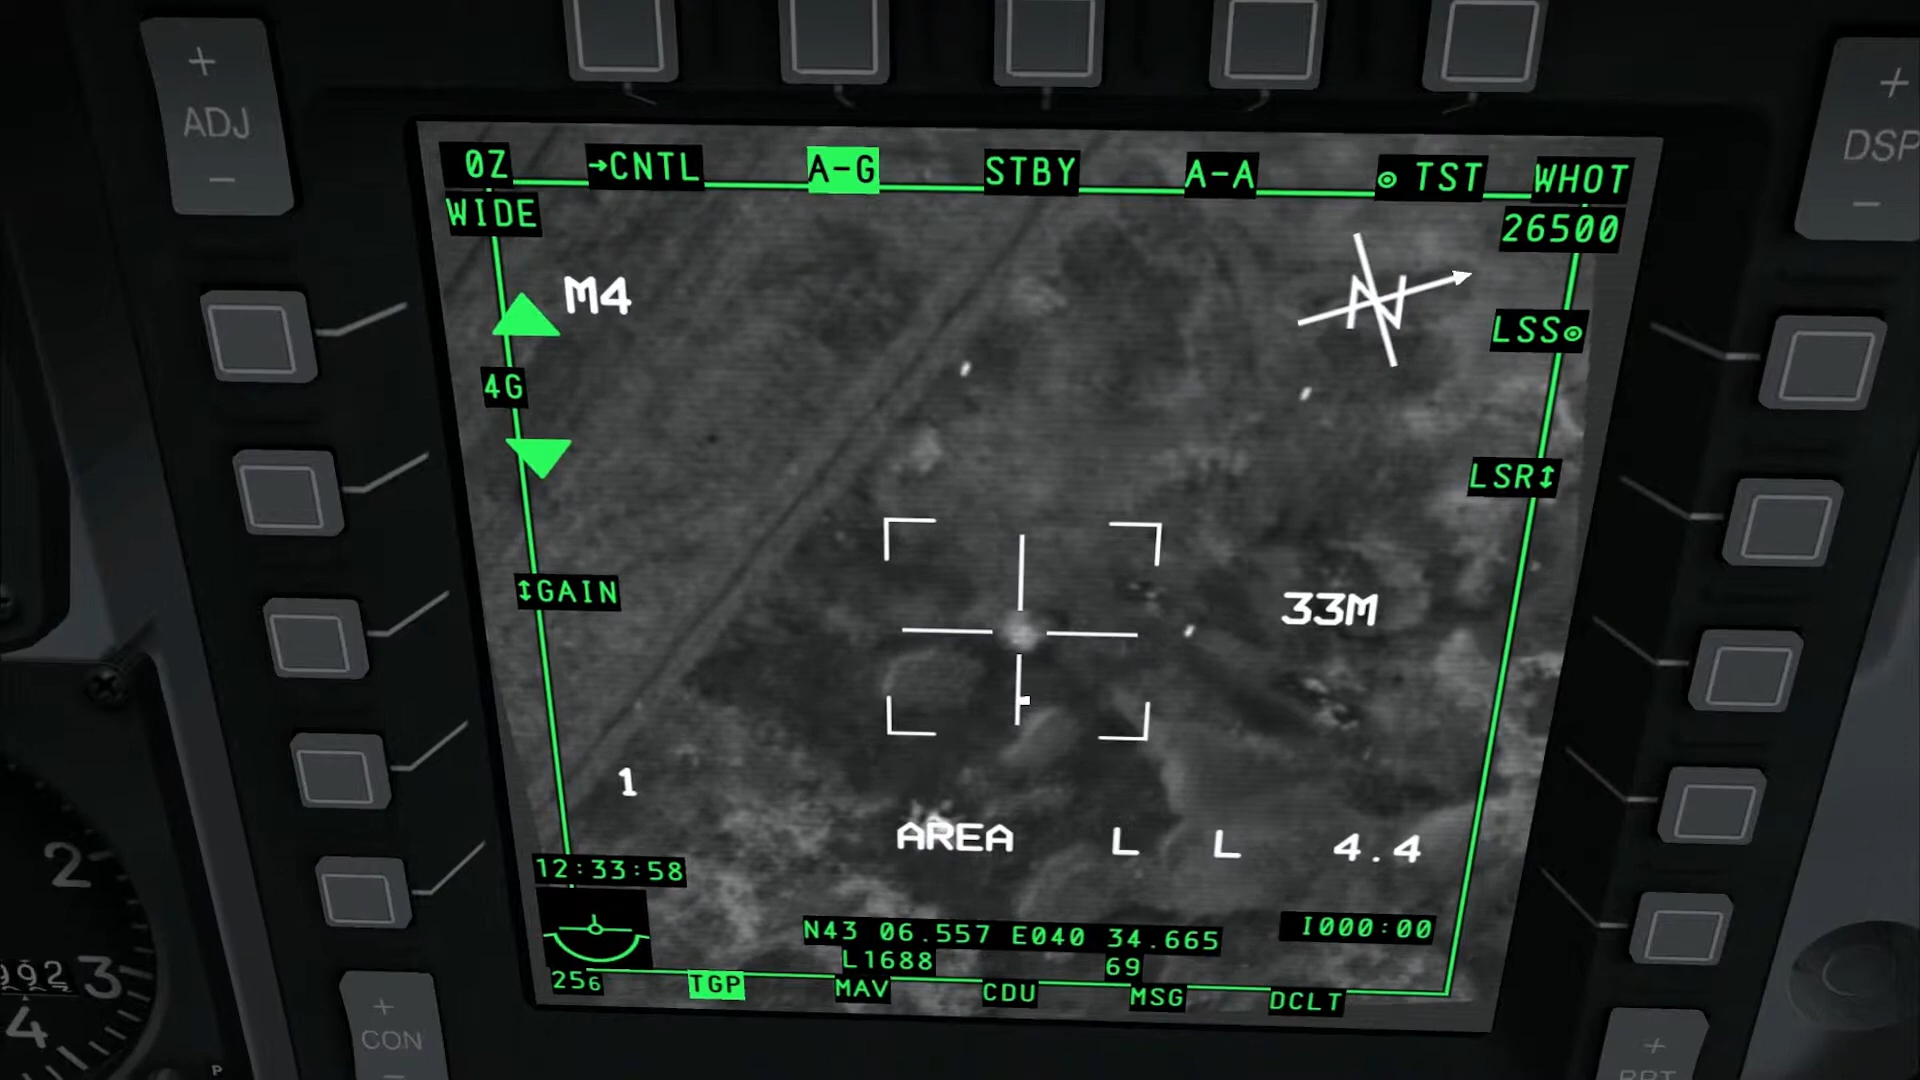 + ADJ −
+ DSP −
0Z →CNTL A-G STBY A-A TST WHOT
WIDE 26500
M4 N
LSS
4G
LSR↕
↕GAIN
33M
1
AREA L L 4.4
12:33:58
N43 06.557 E040 34.665 I000:00
L1688 69
256 TGP MAV CDU MSG DCLT
2
992 3
4
+ CON −
+
P